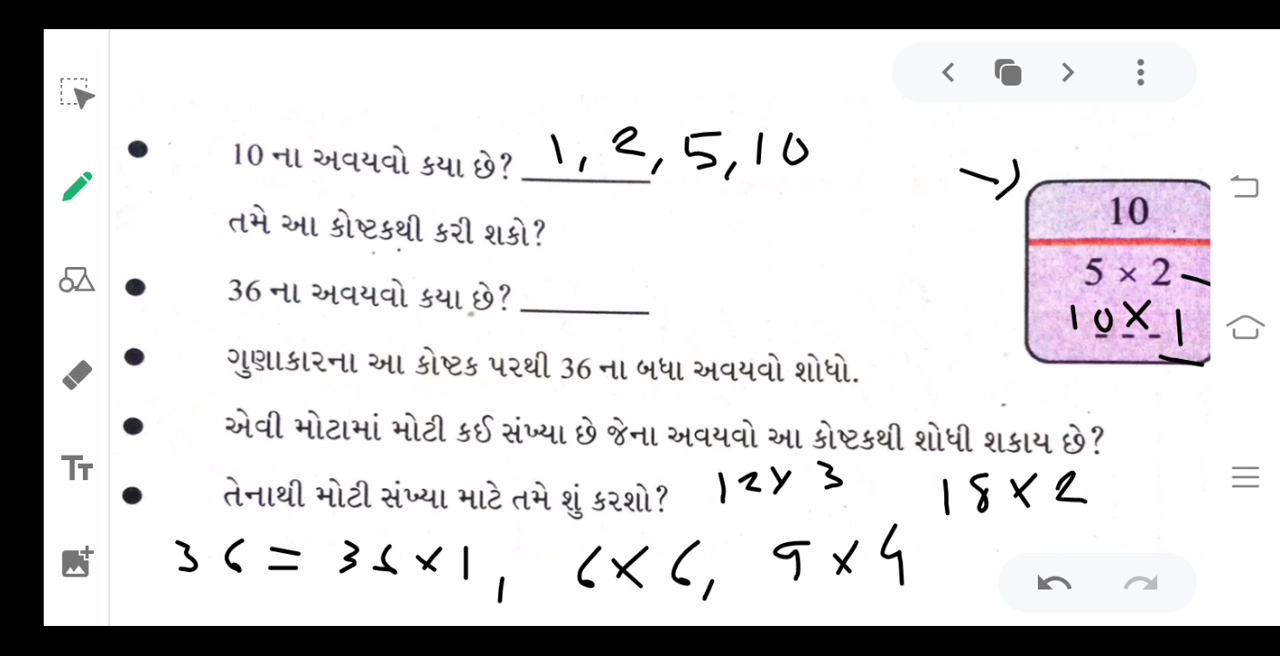 10 ના અવયવો કયા છે? 1, 2, 5, 10
તમે આ કોષ્ટકથી કરી શકો?
36 ના અવયવો કયા છે? ______
ગુણાકારના આ કોષ્ટક પરથી 36 ના બધા અવયવો શોધો.
એવી મોટામાં મોટી કઈ સંખ્યા છે જેના અવયવો આ કોષ્ટકથી શોધી શકાય છે?
તેનાથી મોટી સંખ્યા માટે તમે શું કરશો? 12 x 3 18 x 2
36 = 36 x 1, 6 x 6, 9 x 4
10
5 × 2
10 x 1
Tт